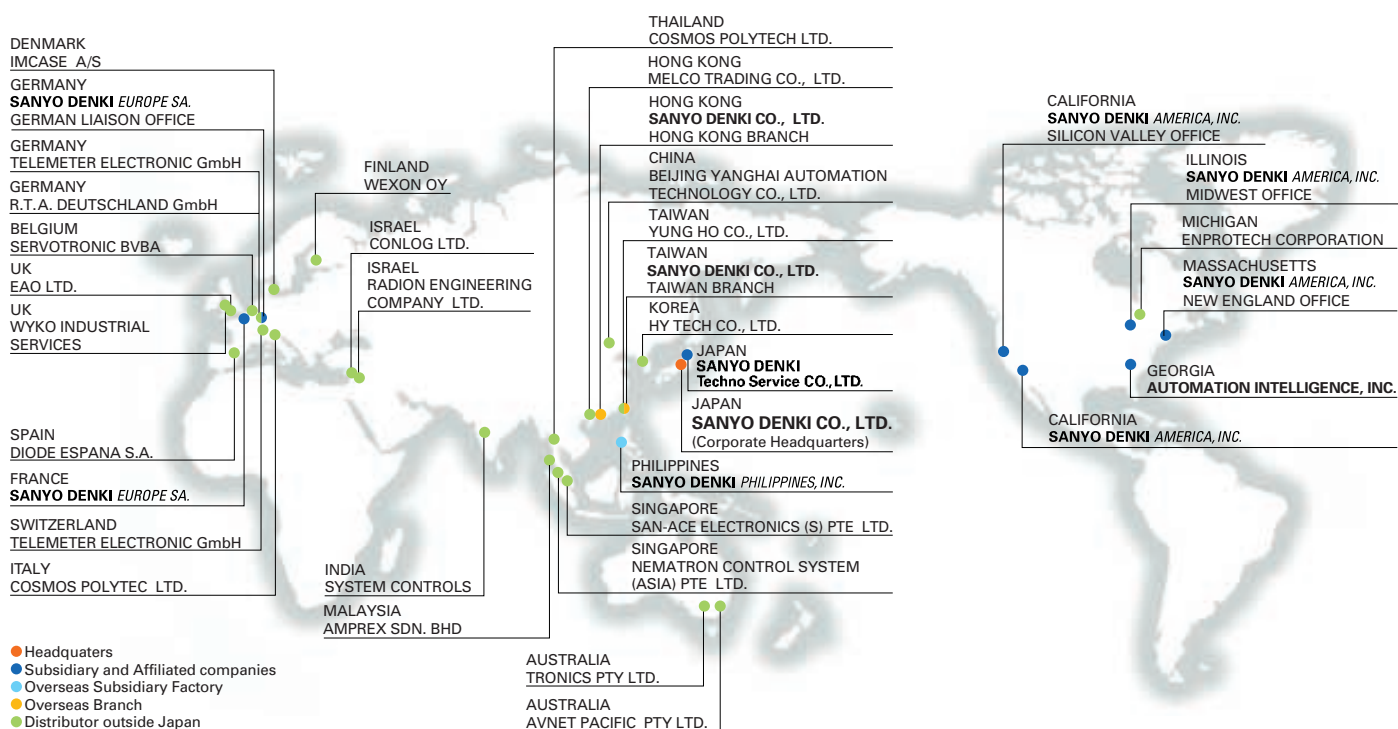 DENMARK
IMCASE A/S
GERMANY
SANYO DENKI EUROPE SA.
GERMAN LIAISON OFFICE
GERMANY
TELEMETER ELECTRONIC GmbH
GERMANY
R.T.A. DEUTSCHLAND GmbH
BELGIUM
SERVOTRONIC BVBA
UK
EAO LTD.
UK
WYKO INDUSTRIAL
SERVICES
SPAIN
DIODE ESPANA S.A.
FRANCE
SANYO DENKI EUROPE SA.
SWITZERLAND
TELEMETER ELECTRONIC GmbH
ITALY
COSMOS POLYTEC LTD.
FINLAND
WEXON OY
ISRAEL
CONLOG LTD.
ISRAEL
RADION ENGINEERING
COMPANY LTD.
INDIA
SYSTEM CONTROLS
MALAYSIA
AMPREX SDN. BHD
THAILAND
COSMOS POLYTECH LTD.
HONG KONG
MELCO TRADING CO., LTD.
HONG KONG
SANYO DENKI CO., LTD.
HONG KONG BRANCH
CHINA
BEIJING YANGHAI AUTOMATION
TECHNOLOGY CO., LTD.
TAIWAN
YUNG HO CO., LTD.
TAIWAN
SANYO DENKI CO., LTD.
TAIWAN BRANCH
KOREA
HY TECH CO., LTD.
JAPAN
SANYO DENKI
Techno Service CO., LTD.
JAPAN
SANYO DENKI CO., LTD.
(Corporate Headquarters)
PHILIPPINES
SANYO DENKI PHILIPPINES, INC.
SINGAPORE
SAN-ACE ELECTRONICS (S) PTE LTD.
SINGAPORE
NEMATRON CONTROL SYSTEM
(ASIA) PTE LTD.
AUSTRALIA
TRONICS PTY LTD.
AUSTRALIA
AVNET PACIFIC PTY LTD.
CALIFORNIA
SANYO DENKI AMERICA, INC.
SILICON VALLEY OFFICE
ILLINOIS
SANYO DENKI AMERICA, INC.
MIDWEST OFFICE
MICHIGAN
ENPROTECH CORPORATION
MASSACHUSETTS
SANYO DENKI AMERICA, INC.
NEW ENGLAND OFFICE
GEORGIA
AUTOMATION INTELLIGENCE, INC.
CALIFORNIA
SANYO DENKI AMERICA, INC.
Headquaters
Subsidiary and Affiliated companies
Overseas Subsidiary Factory
Overseas Branch
Distributor outside Japan